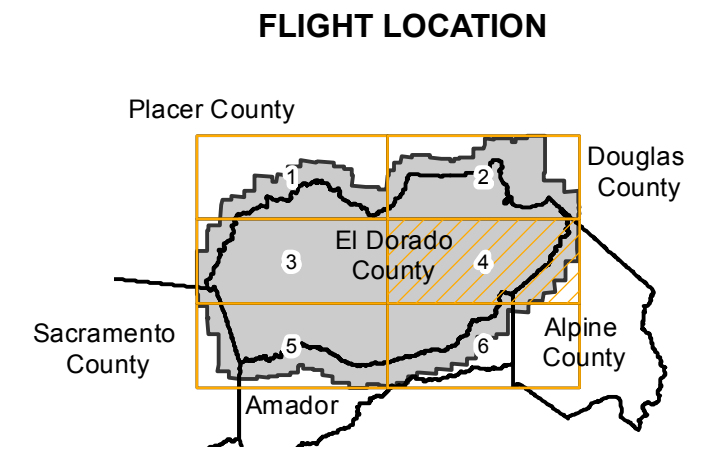 FLIGHT LOCATION
Placer County
Douglas
County
1
2
El Dorado
County
3
4
Sacramento
County
Alpine
County
5
6
Amador